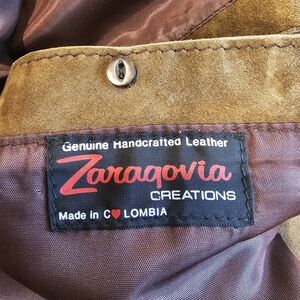 Genuine Handcrafted Leather
Zaragovia
CREATIONS
Made in C♥LOMBIA